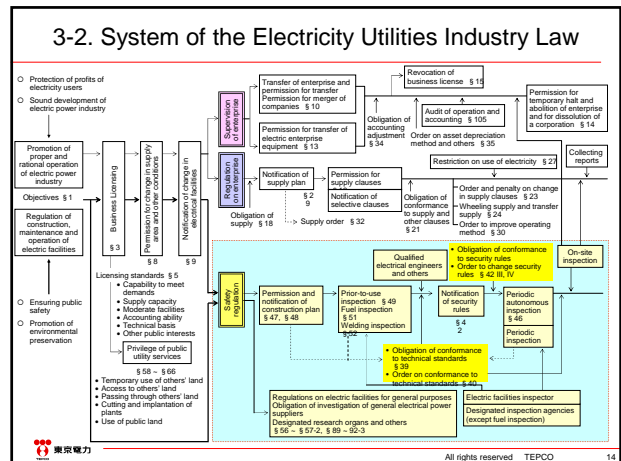 3-2. System of the Electricity Utilities Industry Law
○ Protection of profits of
electricity users
○ Sound development of
electric power industry
Promotion of
proper and
rational operation
of electric power
industry
Objectives § 1
Regulation of
construction,
maintenance and
operation of
electric facilities
○ Ensuring public
safety
○ Promotion of
environmental
preservation
Business Licensing
§ 3
Permission for change in supply
area and other conditions
§ 8
Notification of change in
electrical facilities
§ 9
Licensing standards § 5
• Capability to meet
demands
• Supply capacity
• Moderate facilities
• Accounting ability
• Technical basis
• Other public interests
Privilege of public
utility services
§ 58 ~ § 66
• Temporary use of others' land
• Access to others' land
• Passing through others' land
• Cutting and implantation of
plants
• Use of public land
Supervision
of enterprise
Transfer of enterprise and
permission for transfer
Permission for merger of
companies § 10
Permission for transfer of
electric enterprise
equipment § 13
Revocation of
business license § 15
Obligation of
accounting
adjustment
§ 34
Audit of operation and
accounting § 105
Order on asset depreciation
method and others § 35
Permission for
temporary halt and
abolition of enterprise
and for dissolution of
a corporation § 14
Regulation
on enterprise
Notification of
supply plan
§ 2
9
Obligation of
supply § 18
Supply order § 32
Permission for
supply clauses
Notification of
selective clauses
Obligation of
conformance
to supply and
other clauses
§ 21
Restriction on use of electricity § 27
Order and penalty on change
in supply clauses § 23
Wheeling supply and transfer
supply § 24
Order to improve operating
method § 30
Collecting
reports
On-site
inspection
Safety
regulation
Permission and
notification of
construction plan
§ 47, § 48
Prior-to-use
inspection § 49
Fuel inspection
§ 51
Welding inspection
§ 52
Qualified
electrical engineers
and others
Notification
of security
rules
§ 4
2
• Obligation of conformance
to security rules
• Order to change security
rules § 42 III, IV
Periodic
autonomous
inspection
§ 46
Periodic
inspection
• Obligation of conformance
to technical standards
§ 39
• Order on conformance to
technical standards § 40
Regulations on electric facilities for general purposes
Obligation of investigation of general electrical power
suppliers
Designated research organs and others
§ 56 ~ § 57-2, § 89 ~ 92-3
Electric facilities inspector
Designated inspection agencies
(except fuel inspection)
東京電力
TEPCO
All rights reserved TEPCO 14